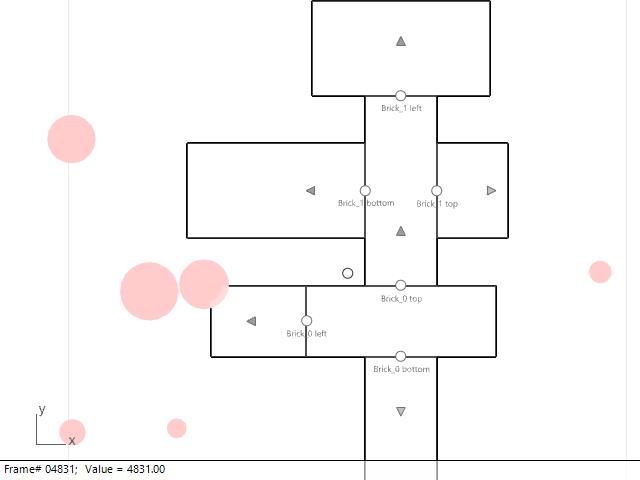 Brick_1 left
Brick_1 bottom
Brick_1 top
Brick_0 top
Brick_0 left
Brick_0 bottom
y
x
Frame# 04831; Value = 4831.00